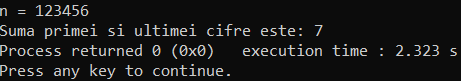 n = 123456
Suma primei si ultimei cifre este: 7
Process returned 0 (0x0)   execution time : 2.323 s
Press any key to continue.